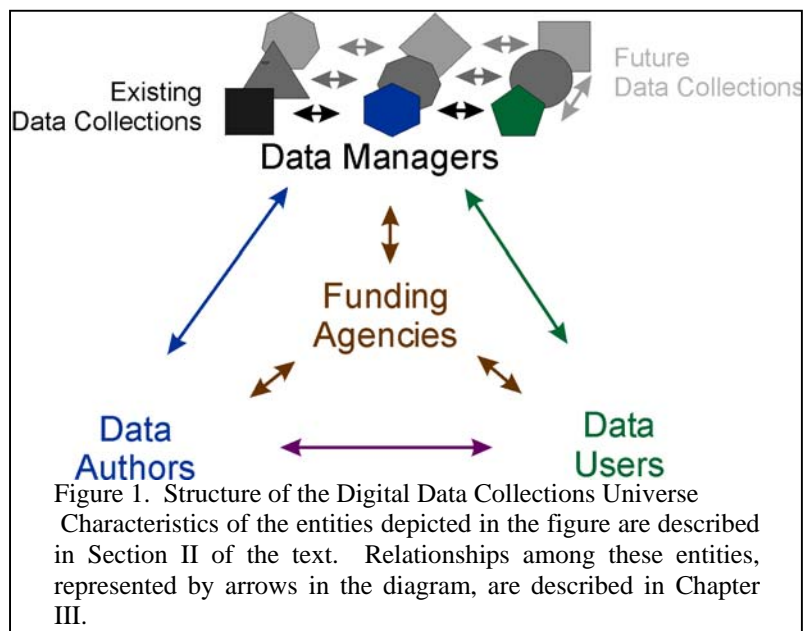 Existing
Data Collections
Future
Data Collections
Data Managers
Funding
Agencies
Data
Authors
Data
Users
Figure 1. Structure of the Digital Data Collections Universe
Characteristics of the entities depicted in the figure are described
in Section II of the text. Relationships among these entities,
represented by arrows in the diagram, are described in Chapter
III.